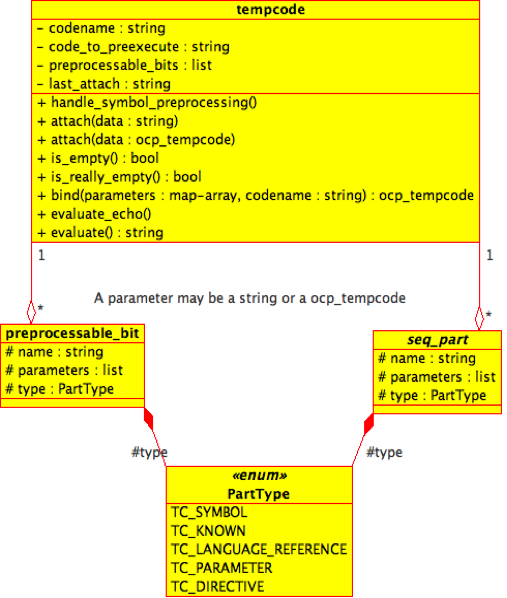 tempcode
- codename : string
- code_to_preexecute : string
- preprocessable_bits : list
- last_attach : string
+ handle_symbol_preprocessing()
+ attach(data : string)
+ attach(data : ocp_tempcode)
+ is_empty() : bool
+ is_really_empty() : bool
+ bind(parameters : map-array, codename : string) : ocp_tempcode
+ evaluate_echo()
+ evaluate() : string
1
1
A parameter may be a string or a ocp_tempcode
*
*
preprocessable_bit
# name : string
# parameters : list
# type : PartType
seq_part
# name : string
# parameters : list
# type : PartType
#type
#type
«enum»
PartType
TC_SYMBOL
TC_KNOWN
TC_LANGUAGE_REFERENCE
TC_PARAMETER
TC_DIRECTIVE